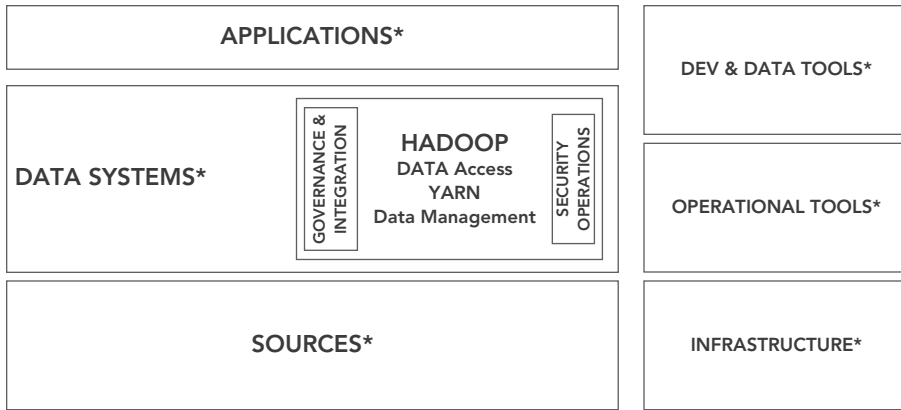 APPLICATIONS*
DATA SYSTEMS*
GOVERNANCE &
INTEGRATION
HADOOP
DATA Access
YARN
Data Management
SECURITY
OPERATIONS
SOURCES*
DEV & DATA TOOLS*
OPERATIONAL TOOLS*
INFRASTRUCTURE*